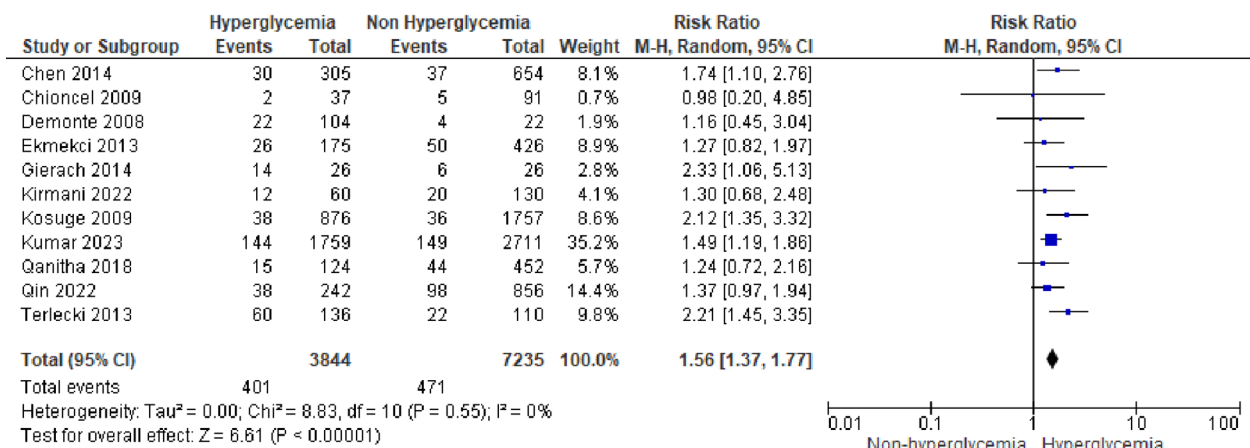 Hyperglycemia Non Hyperglycemia Risk Ratio Risk Ratio
Study or Subgroup Events Total Events Total Weight M-H, Random, 95% CI M-H, Random, 95% CI
Chen 2014 30 305 37 654 8.1% 1.74 [1.10, 2.76]
Chioncel 2009 2 37 5 91 0.7% 0.98 [0.20, 4.85]
Demonte 2008 22 104 4 22 1.9% 1.16 [0.45, 3.04]
Ekmekci 2013 26 175 50 426 8.9% 1.27 [0.82, 1.97]
Gierach 2014 14 26 6 26 2.8% 2.33 [1.06, 5.13]
Kirmani 2022 12 60 20 130 4.1% 1.30 [0.68, 2.48]
Kosuge 2009 38 876 36 1757 8.6% 2.12 [1.35, 3.32]
Kumar 2023 144 1759 149 2711 35.2% 1.49 [1.19, 1.86]
Qanitha 2018 15 124 44 452 5.7% 1.24 [0.72, 2.16]
Qin 2022 38 242 98 856 14.4% 1.37 [0.97, 1.94]
Terlecki 2013 60 136 22 110 9.8% 2.21 [1.45, 3.35]
Total (95% CI) 3844 7235 100.0% 1.56 [1.37, 1.77]
Total events 401 471
Heterogeneity: Tau² = 0.00; Chi² = 8.83, df = 10 (P = 0.55); I² = 0%
Test for overall effect: Z = 6.61 (P < 0.00001)
0.01 0.1 1 10 100
Non-hyperglycemia Hyperglycemia